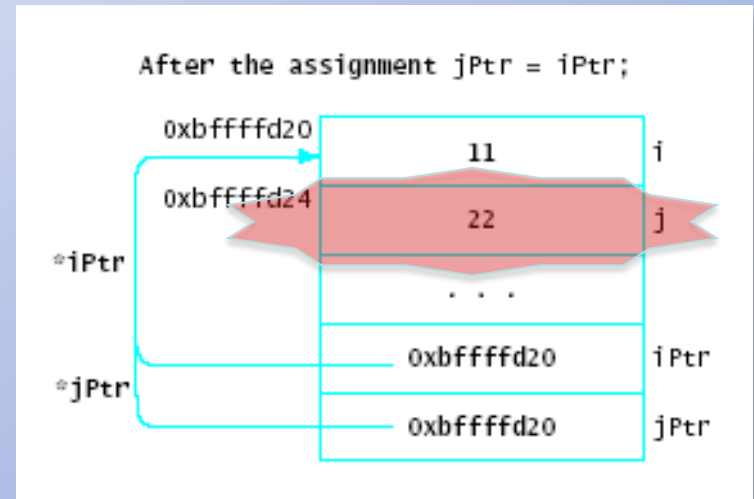 After the assignment jPtr = iPtr;
0xbffffd20
11 i
0xbffffd24
22 j
*iPtr
. . .
0xbffffd20 iPtr
*jPtr
0xbffffd20 jPtr